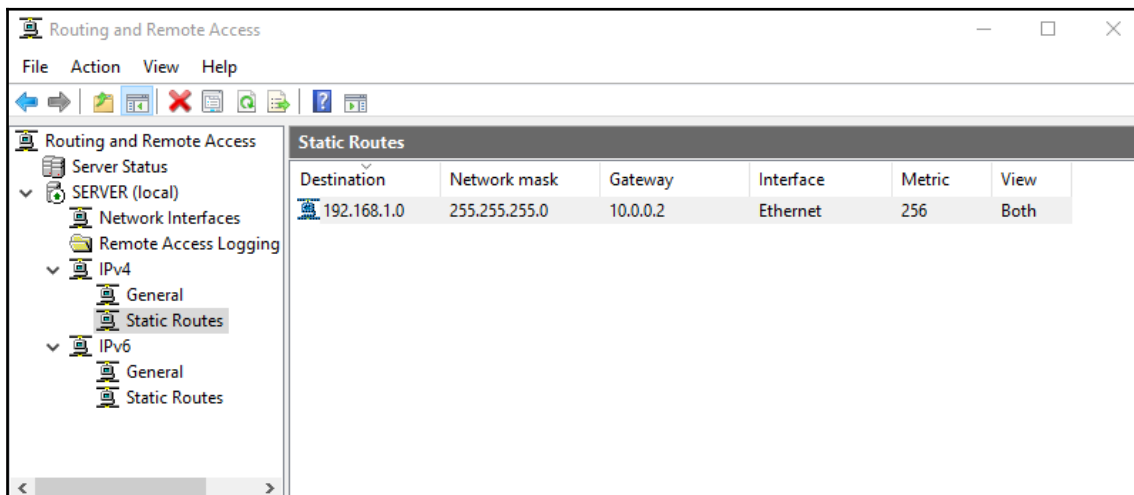 Routing and Remote Access
File Action View Help
Routing and Remote Access
Server Status
SERVER (local)
Network Interfaces
Remote Access Logging
IPv4
General
Static Routes
IPv6
General
Static Routes
Static Routes
Destination Network mask Gateway Interface Metric View
192.168.1.0 255.255.255.0 10.0.0.2 Ethernet 256 Both